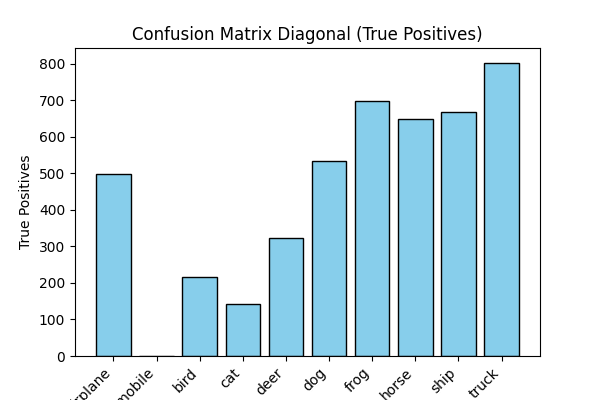 Confusion Matrix Diagonal (True Positives)
True Positives
800
700
600
500
400
300
200
100
0
rplane
mobile
bird
cat
deer
dog
frog
horse
ship
truck